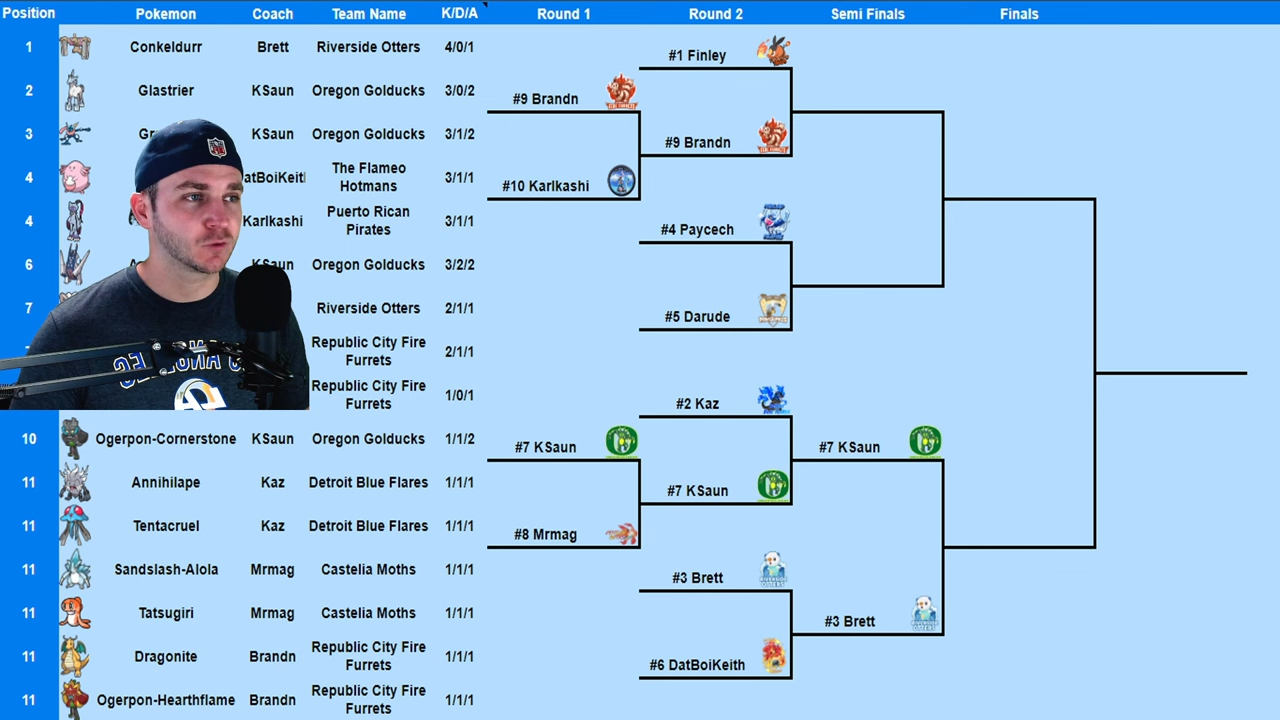 Position Pokemon Coach Team Name K/D/A Round 1 Round 2 Semi Finals Finals
1 Conkeldurr Brett Riverside Otters 4/0/1
2 Glastrier KSaun Oregon Golducks 3/0/2
3 Gr KSaun Oregon Golducks 3/1/2
4 atBoiKeit The Flameo
Hotmans 3/1/1
4 Karlkashi Puerto Rican
Pirates 3/1/1
6 KSaun Oregon Golducks 3/2/2
7 Riverside Otters 2/1/1
Republic City Fire
Furrets 2/1/1
Republic City Fire
Furrets 1/0/1
10 Ogerpon-Cornerstone KSaun Oregon Golducks 1/1/2
11 Annihilape Kaz Detroit Blue Flares 1/1/1
11 Tentacruel Kaz Detroit Blue Flares 1/1/1
11 Sandslash-Alola Mrmag Castelia Moths 1/1/1
11 Tatsugiri Mrmag Castelia Moths 1/1/1
11 Dragonite Brandn Republic City Fire
Furrets 1/1/1
11 Ogerpon-Hearthflame Brandn Republic City Fire
Furrets 1/1/1
#9 Brandn
#10 Karlkashi
#7 KSaun
#8 Mrmag
#1 Finley
#9 Brandn
#4 Paycech
#5 Darude
#2 Kaz
#7 KSaun
#3 Brett
#6 DatBoiKeith
#7 KSaun
#3 Brett
NFL